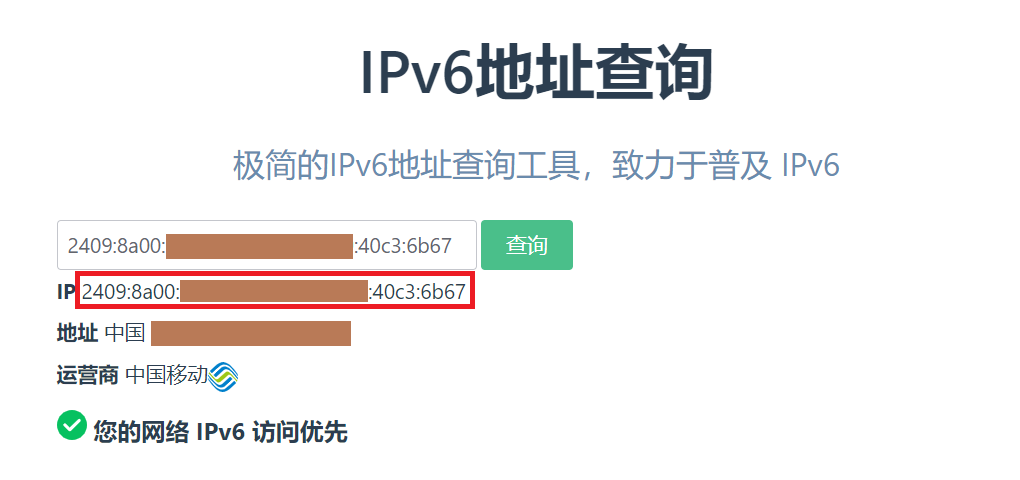 IPv6地址查询
极简的IPv6地址查询工具，致力于普及 IPv6
2409:8a00: :40c3:6b67 查询
IP 2409:8a00: :40c3:6b67
地址 中国
运营商 中国移动
您的网络 IPv6 访问优先